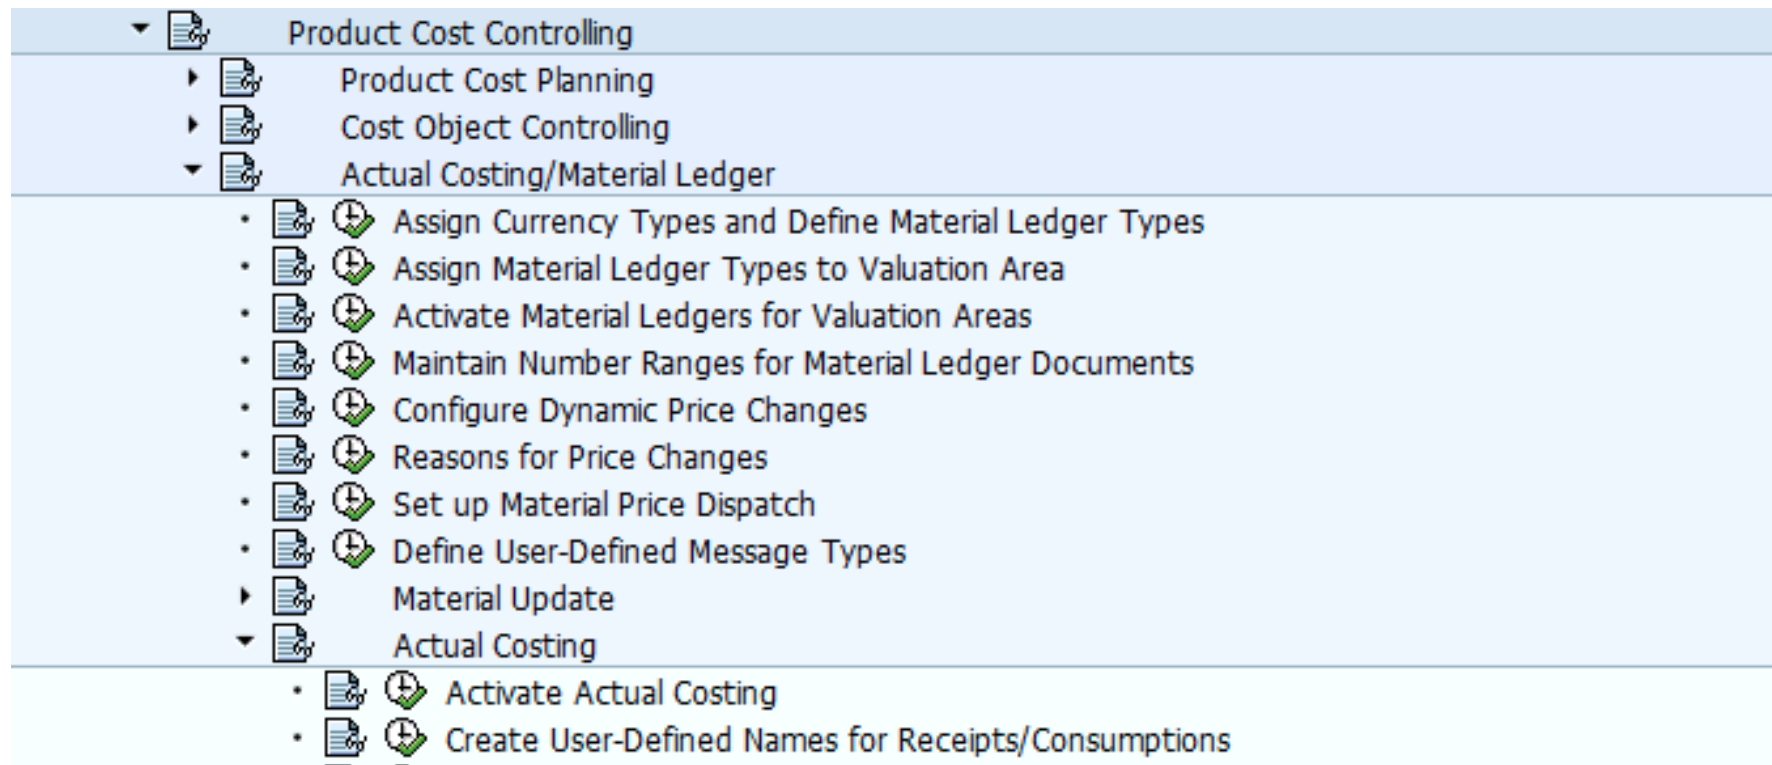 Product Cost Controlling
Product Cost Planning
Cost Object Controlling
Actual Costing/Material Ledger
Assign Currency Types and Define Material Ledger Types
Assign Material Ledger Types to Valuation Area
Activate Material Ledgers for Valuation Areas
Maintain Number Ranges for Material Ledger Documents
Configure Dynamic Price Changes
Reasons for Price Changes
Set up Material Price Dispatch
Define User-Defined Message Types
Material Update
Actual Costing
Activate Actual Costing
Create User-Defined Names for Receipts/Consumptions